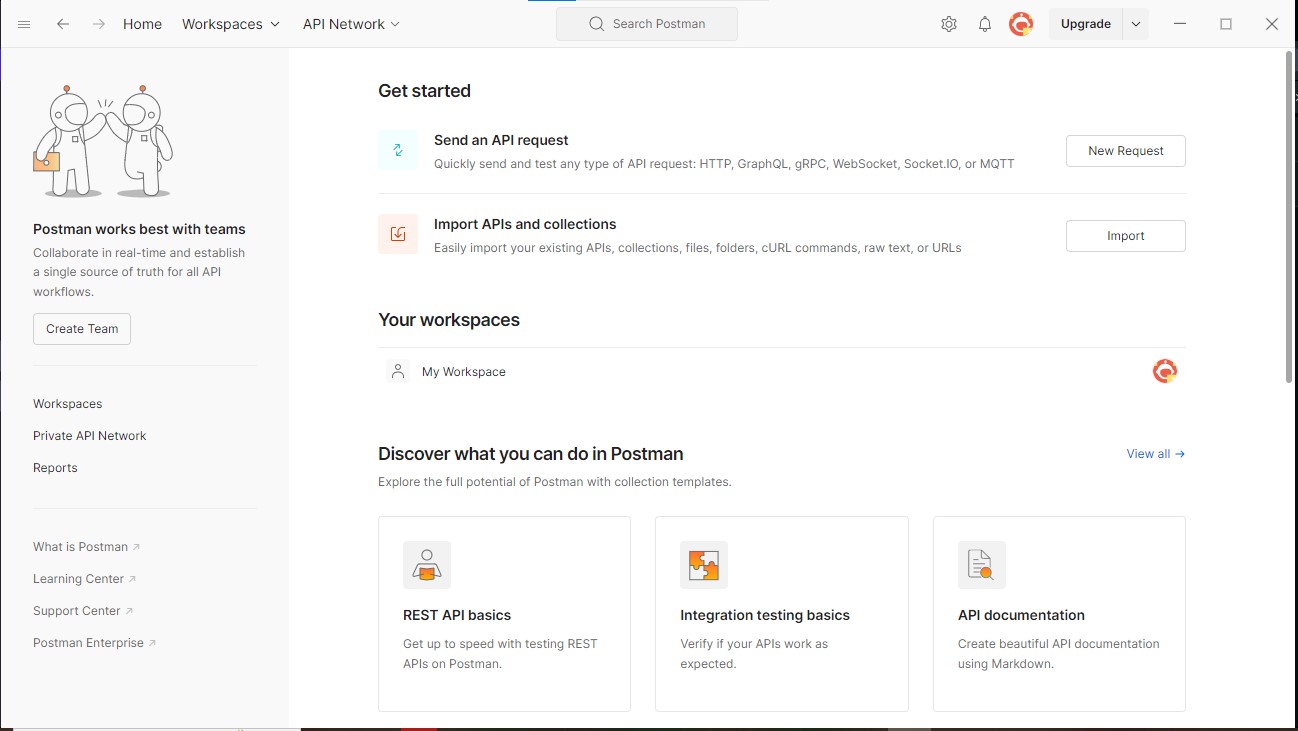 Home
Workspaces
API Network
Search Postman
Upgrade
Postman works best with teams
Collaborate in real-time and establish
a single source of truth for all API
workflows.
Create Team
Workspaces
Private API Network
Reports
What is Postman
Learning Center
Support Center
Postman Enterprise
Get started
Send an API request
Quickly send and test any type of API request: HTTP, GraphQL, gRPC, WebSocket, Socket.IO, or MQTT
New Request
Import APIs and collections
Easily import your existing APIs, collections, files, folders, cURL commands, raw text, or URLs
Import
Your workspaces
My Workspace
Discover what you can do in Postman
View all →
Explore the full potential of Postman with collection templates.
REST API basics
Get up to speed with testing REST
APIs on Postman.
Integration testing basics
Verify if your APIs work as
expected.
API documentation
Create beautiful API documentation
using Markdown.